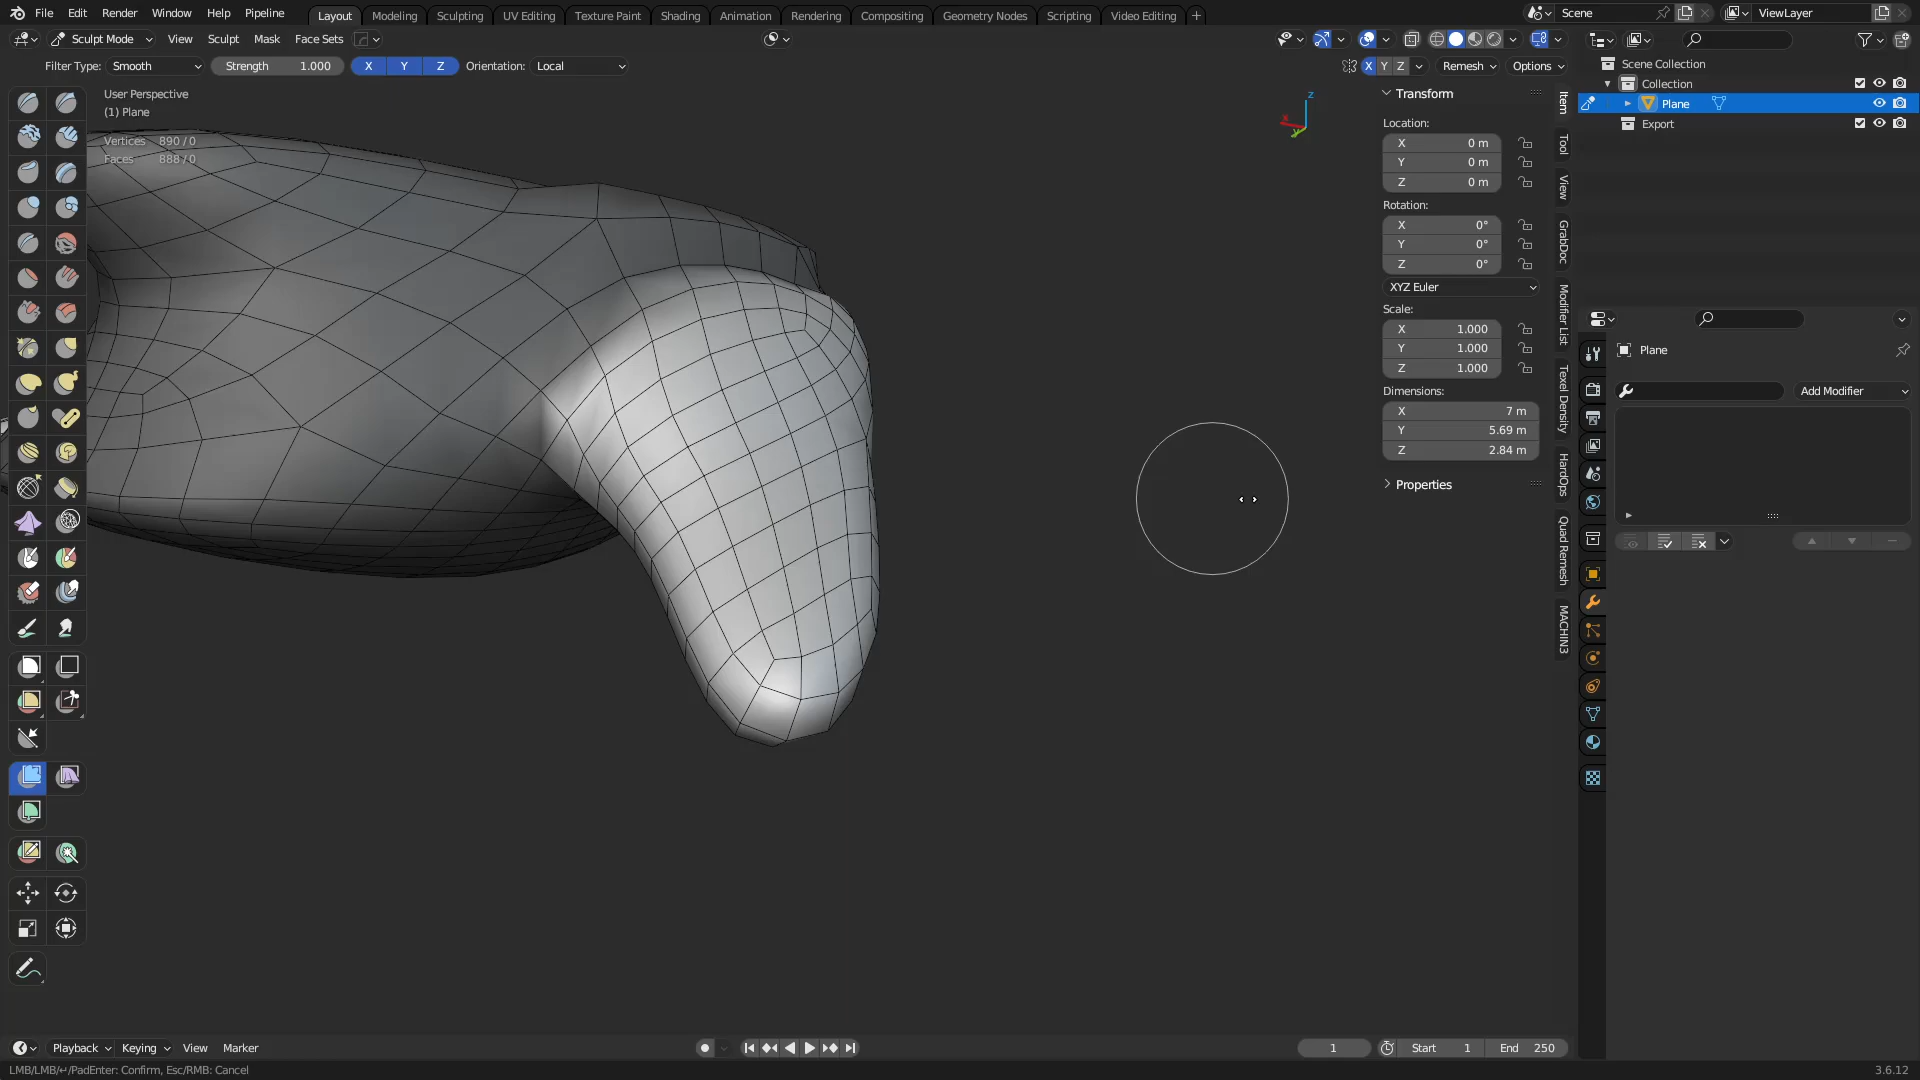 File Edit Render Window Help Pipeline
Layout Modeling Sculpting UV Editing Texture Paint Shading Animation Rendering Compositing Geometry Nodes Scripting Video Editing +
Scene
ViewLayer
Sculpt Mode View Sculpt Mask Face Sets
Filter Type: Smooth Strength 1.000 X Y Z Orientation: Local
X Y Z Remesh Options
User Perspective
(1) Plane
Vertices 890/0
Faces 888/0
Z
X
Y
Transform
Location:
X 0 m
Y 0 m
Z 0 m
Rotation:
X 0°
Y 0°
Z 0°
XYZ Euler
Scale:
X 1.000
Y 1.000
Z 1.000
Dimensions:
X 7 m
Y 5.69 m
Z 2.84 m
Properties
Item
Tool
View
GrabDoc
Modifier List
Texel Density
HardOps
Quad Remesh
MACHIN3
Scene Collection
Collection
Plane
Export
Plane
Add Modifier
Playback Keying View Marker
1 Start 1 End 250
LMB/LMB/↵/PadEnter: Confirm, Esc/RMB: Cancel
3.6.12